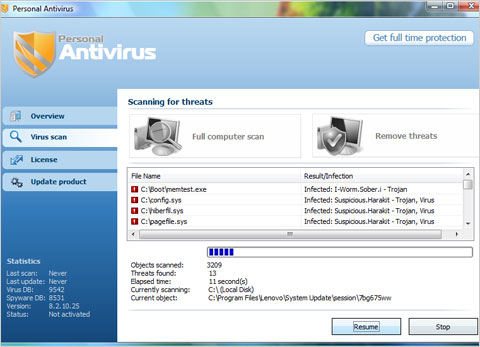 Personal Antivirus
Personal
Antivirus
Get full time protection
Overview
Virus scan
License
Update product
Statistics
Last scan: Never
Last update: Never
Virus DB: 9542
Spyware DB: 8531
Version: 8.2.10.25
Status: Not activated
Scanning for threats
Full computer scan
Remove threats
File Name Result/Infection
C:\Boot\memtest.exe Infected: I-Worm.Sober.i - Trojan
C:\config.sys Infected: Suspicious.Harakit - Trojan, Virus
C:\hiberfil.sys Infected: Suspicious.Harakit - Trojan, Virus
C:\pagefile.sys Infected: Suspicious.Harakit - Trojan, Virus
Objects scanned: 3209
Threats found: 13
Elapsed time: 11 second(s)
Currently scanning: C:\ (Local Disk)
Current object: C:\Program Files\Lenovo\System Update\session\7bg675ww
Resume
Stop